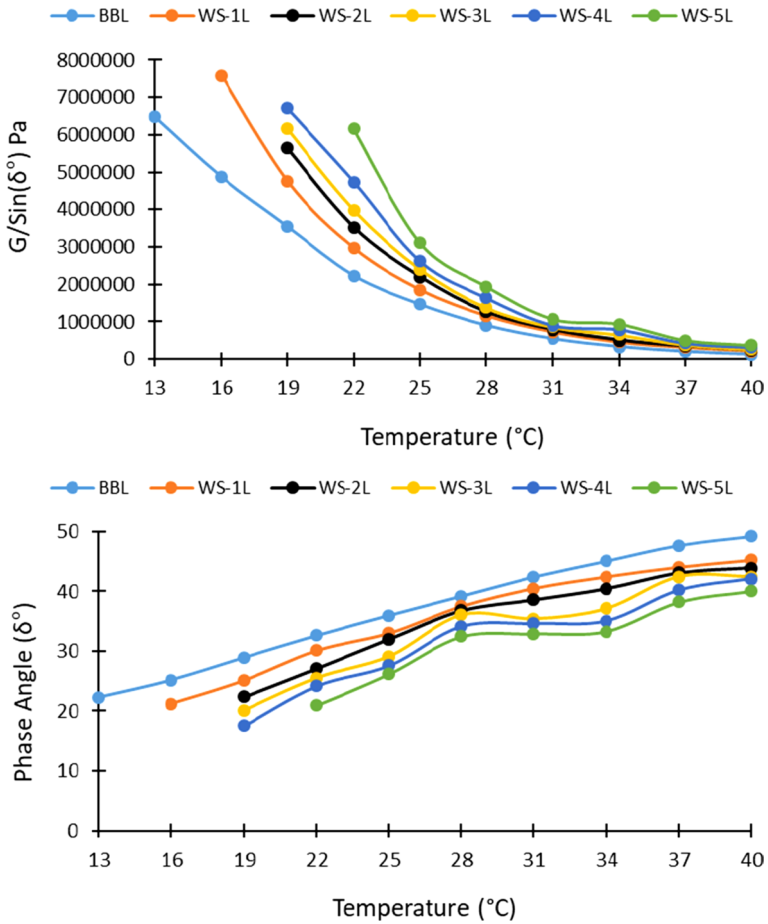 BBL WS-1L WS-2L WS-3L WS-4L WS-5L
8000000
7000000
6000000
5000000
4000000
3000000
2000000
1000000
0
G/Sin(δ°) Pa
13 16 19 22 25 28 31 34 37 40
Temperature (°C)
BBL WS-1L WS-2L WS-3L WS-4L WS-5L
50
40
30
20
10
0
Phase Angle (δ°)
13 16 19 22 25 28 31 34 37 40
Temperature (°C)